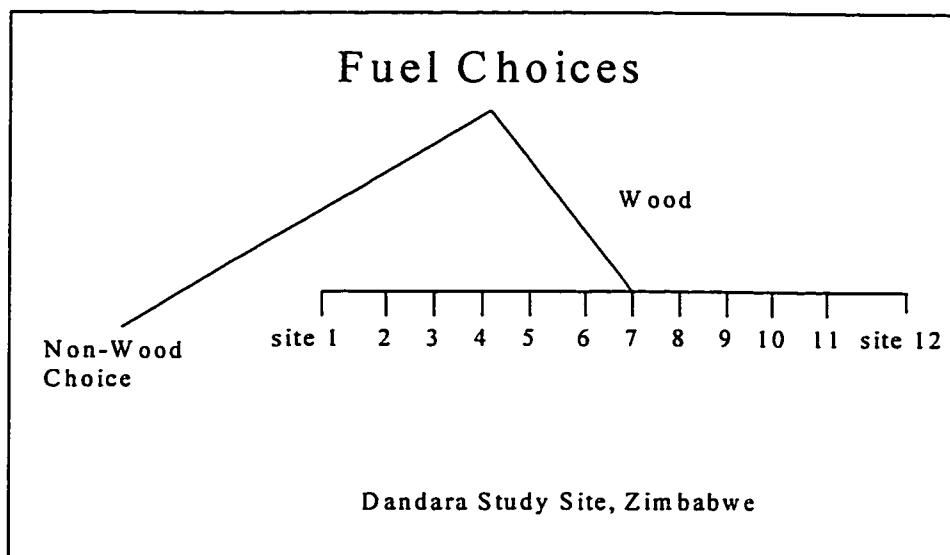 Fuel Choices
Wood
site 1 2 3 4 5 6 7 8 9 10 11 site 12
Non-Wood
Choice
Dandara Study Site, Zimbabwe